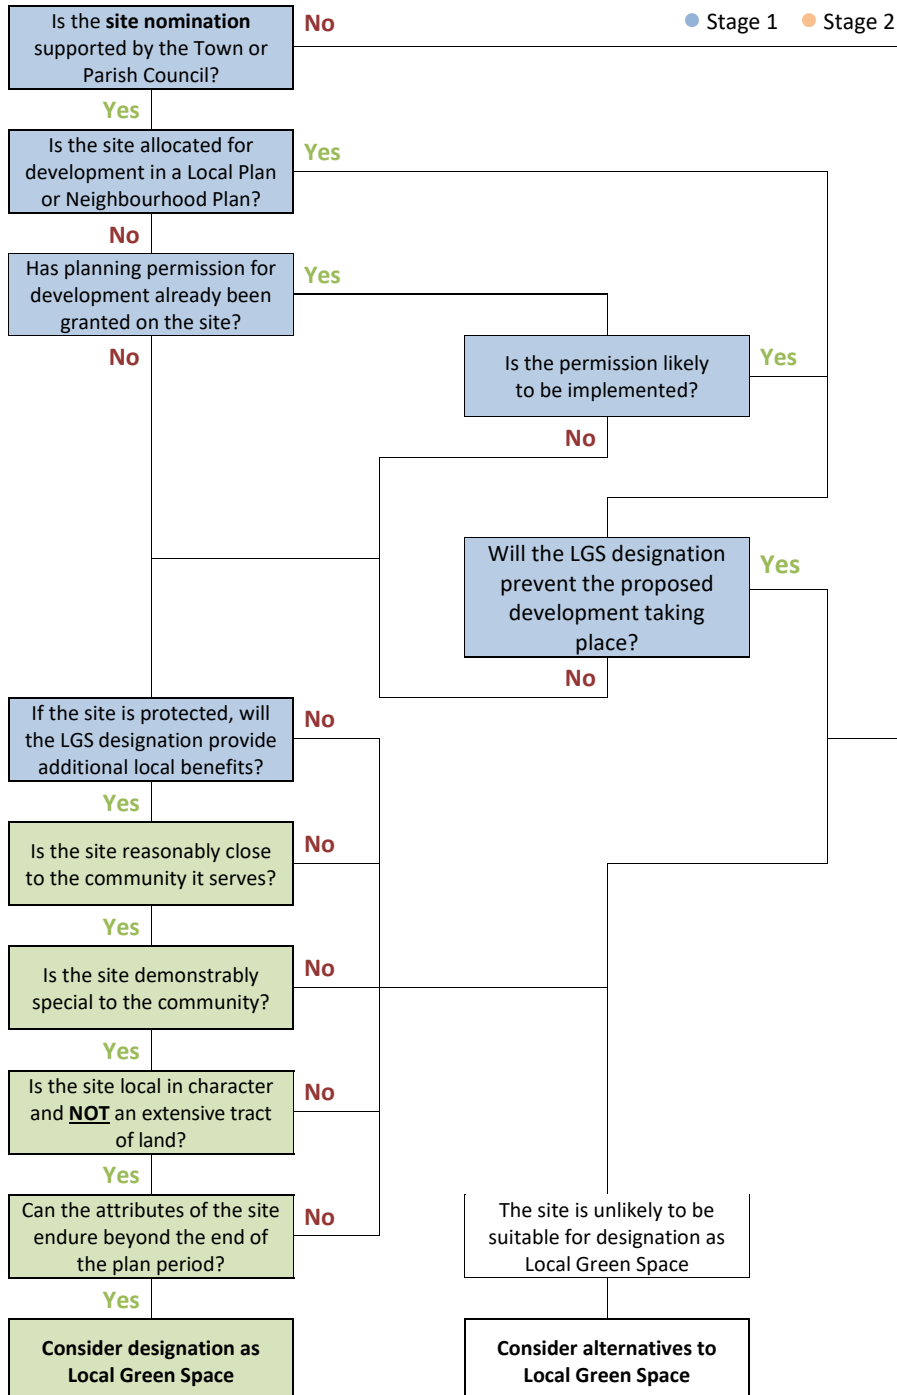 Is the site nomination
supported by the Town or
Parish Council?
No
Stage 1
Stage 2
Yes
Is the site allocated for
development in a Local Plan
or Neighbourhood Plan?
Yes
No
Has planning permission for
development already been
granted on the site?
Yes
No
Is the permission likely
to be implemented?
Yes
No
Will the LGS designation
prevent the proposed
development taking
place?
Yes
No
If the site is protected, will
the LGS designation provide
additional local benefits?
No
Yes
Is the site reasonably close
to the community it serves?
No
Yes
Is the site demonstrably
special to the community?
No
Yes
Is the site local in character
and NOT an extensive tract
of land?
No
Yes
Can the attributes of the site
endure beyond the end of
the plan period?
No
The site is unlikely to be
suitable for designation as
Local Green Space
Yes
Consider designation as
Local Green Space
Consider alternatives to
Local Green Space